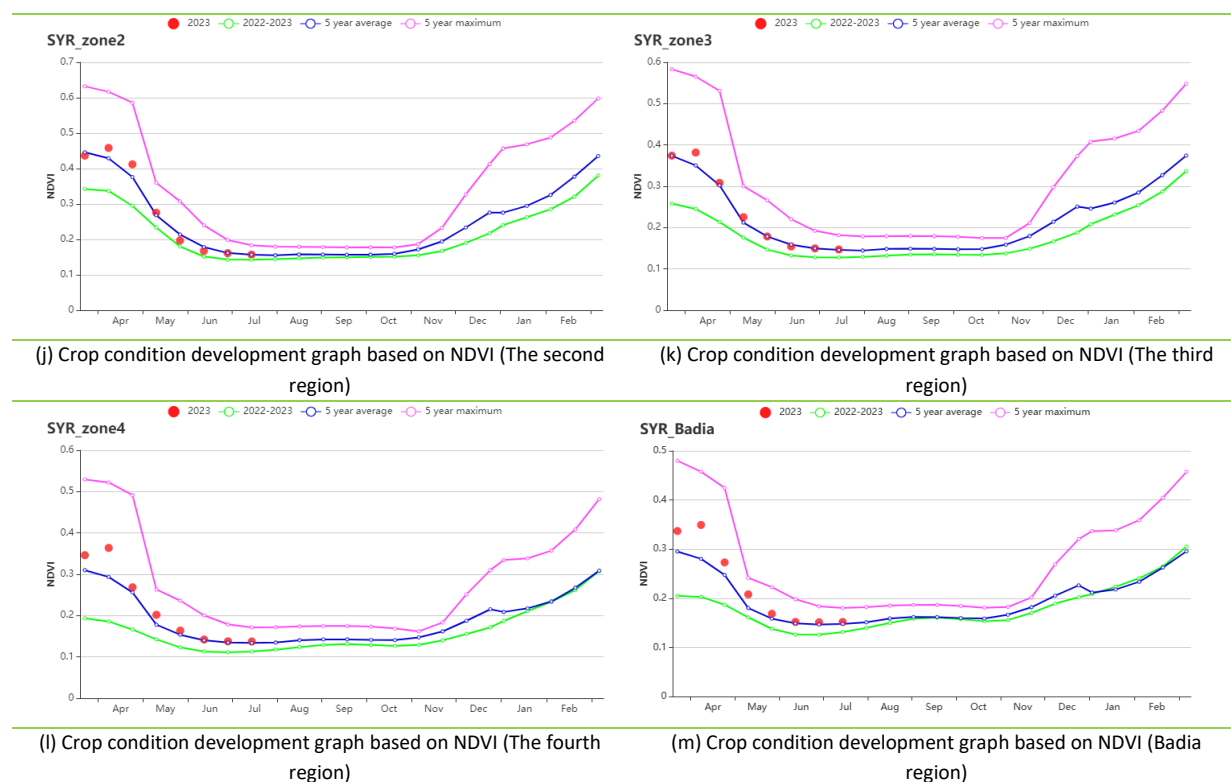 2023 2022-2023 5 year average 5 year maximum
SYR_zone2
0.7
0.6
0.5
0.4
0.3
0.2
0.1
0
NDVI
Apr May Jun Jul Aug Sep Oct Nov Dec Jan Feb
(j) Crop condition development graph based on NDVI (The second
region)
2023 2022-2023 5 year average 5 year maximum
SYR_zone3
0.6
0.5
0.4
0.3
0.2
0.1
0
NDVI
Apr May Jun Jul Aug Sep Oct Nov Dec Jan Feb
(k) Crop condition development graph based on NDVI (The third
region)
2023 2022-2023 5 year average 5 year maximum
SYR_zone4
0.6
0.5
0.4
0.3
0.2
0.1
0
NDVI
Apr May Jun Jul Aug Sep Oct Nov Dec Jan Feb
(l) Crop condition development graph based on NDVI (The fourth
region)
2023 2022-2023 5 year average 5 year maximum
SYR_Badia
0.5
0.4
0.3
0.2
0.1
0
NDVI
Apr May Jun Jul Aug Sep Oct Nov Dec Jan Feb
(m) Crop condition development graph based on NDVI (Badia
region)